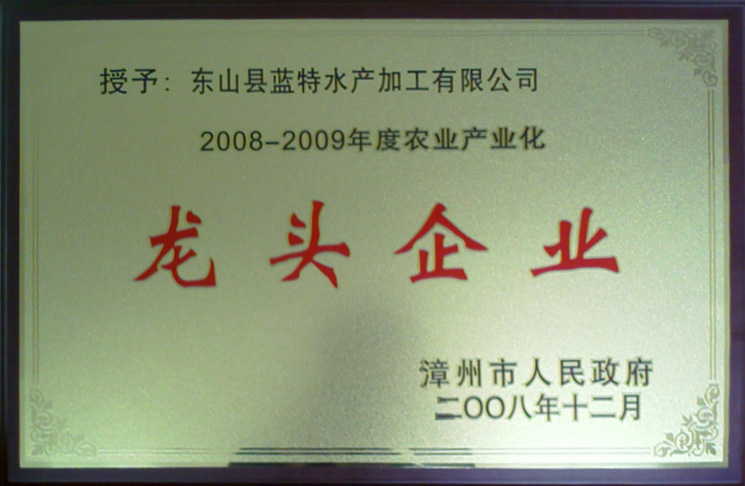 授予：东山县蓝特水产加工有限公司
2008-2009年度农业产业化
龙头企业
漳州市人民政府
二OO八年十二月